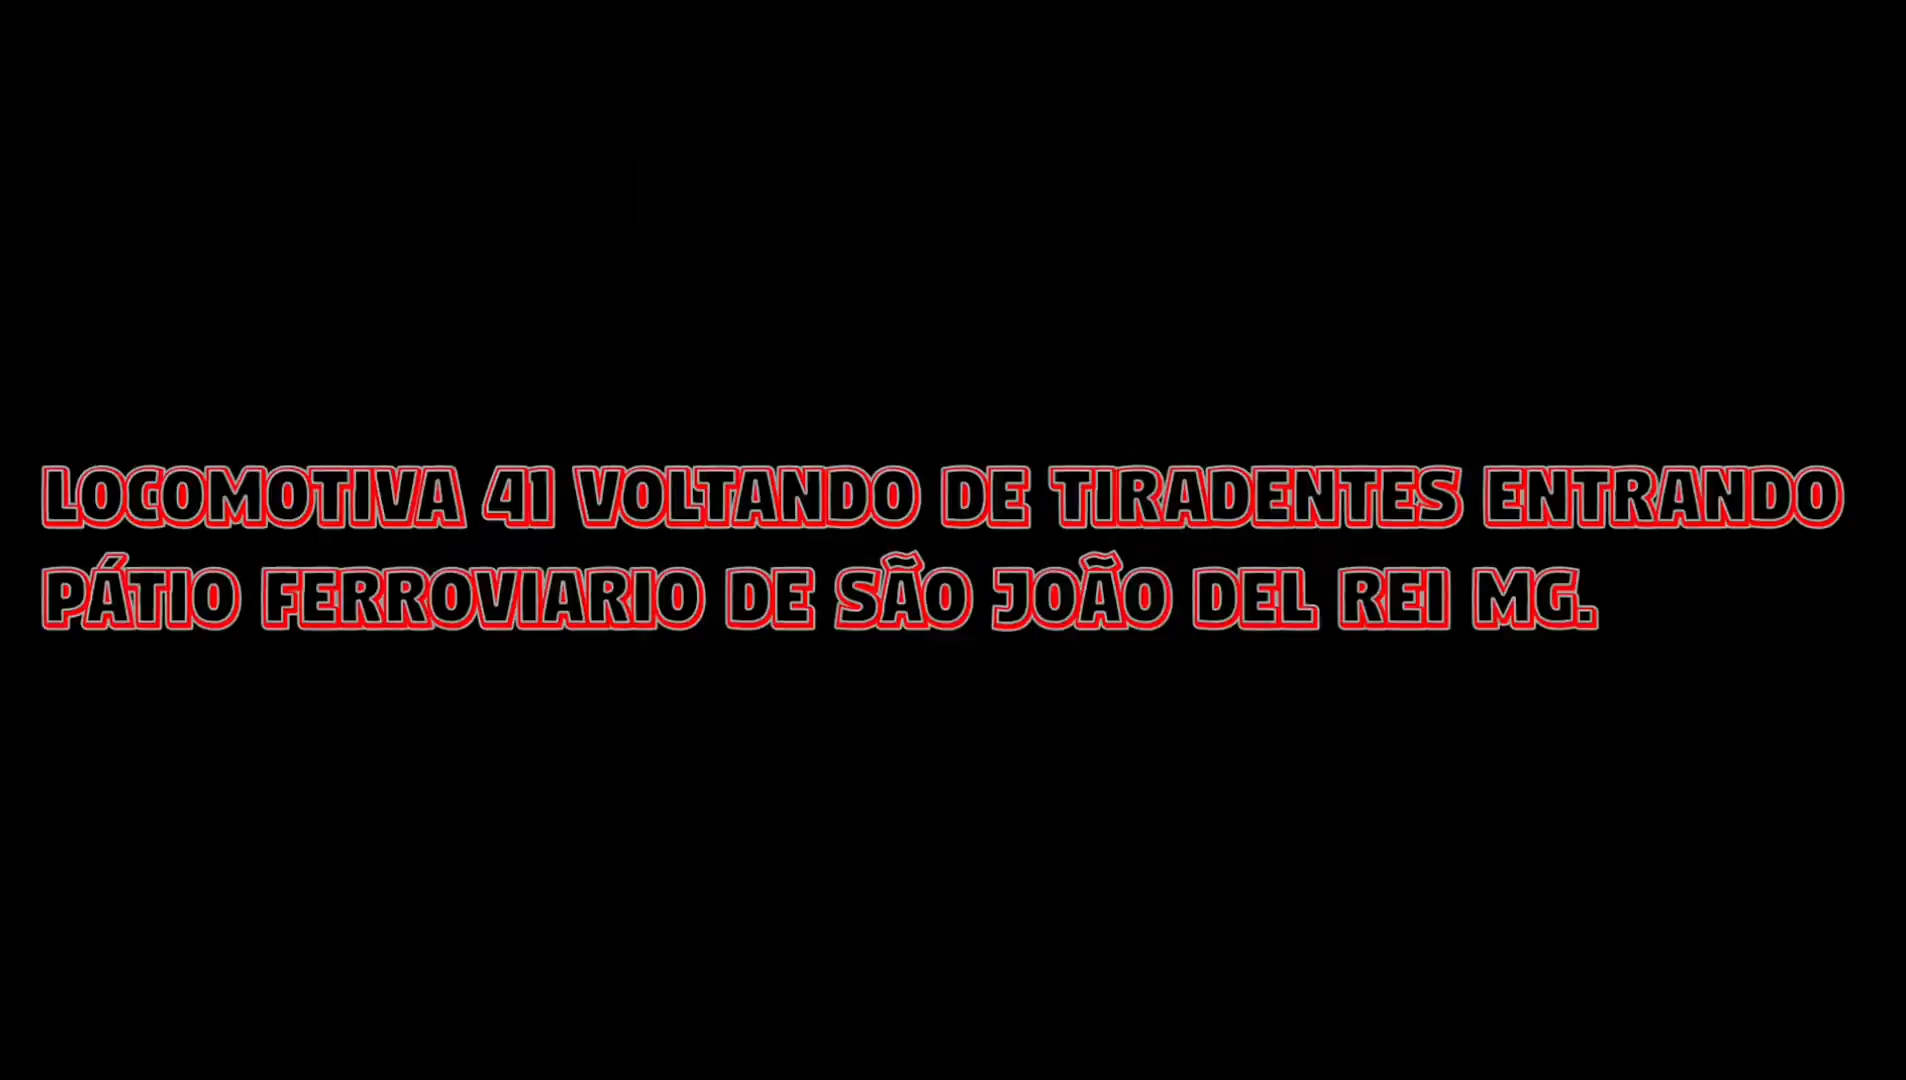 LOCOMOTIVA 41 VOLTANDO DE TIRADENTES ENTRANDO
PÁTIO FERROVIARIO DE SÃO JOÃO DEL REI MG.